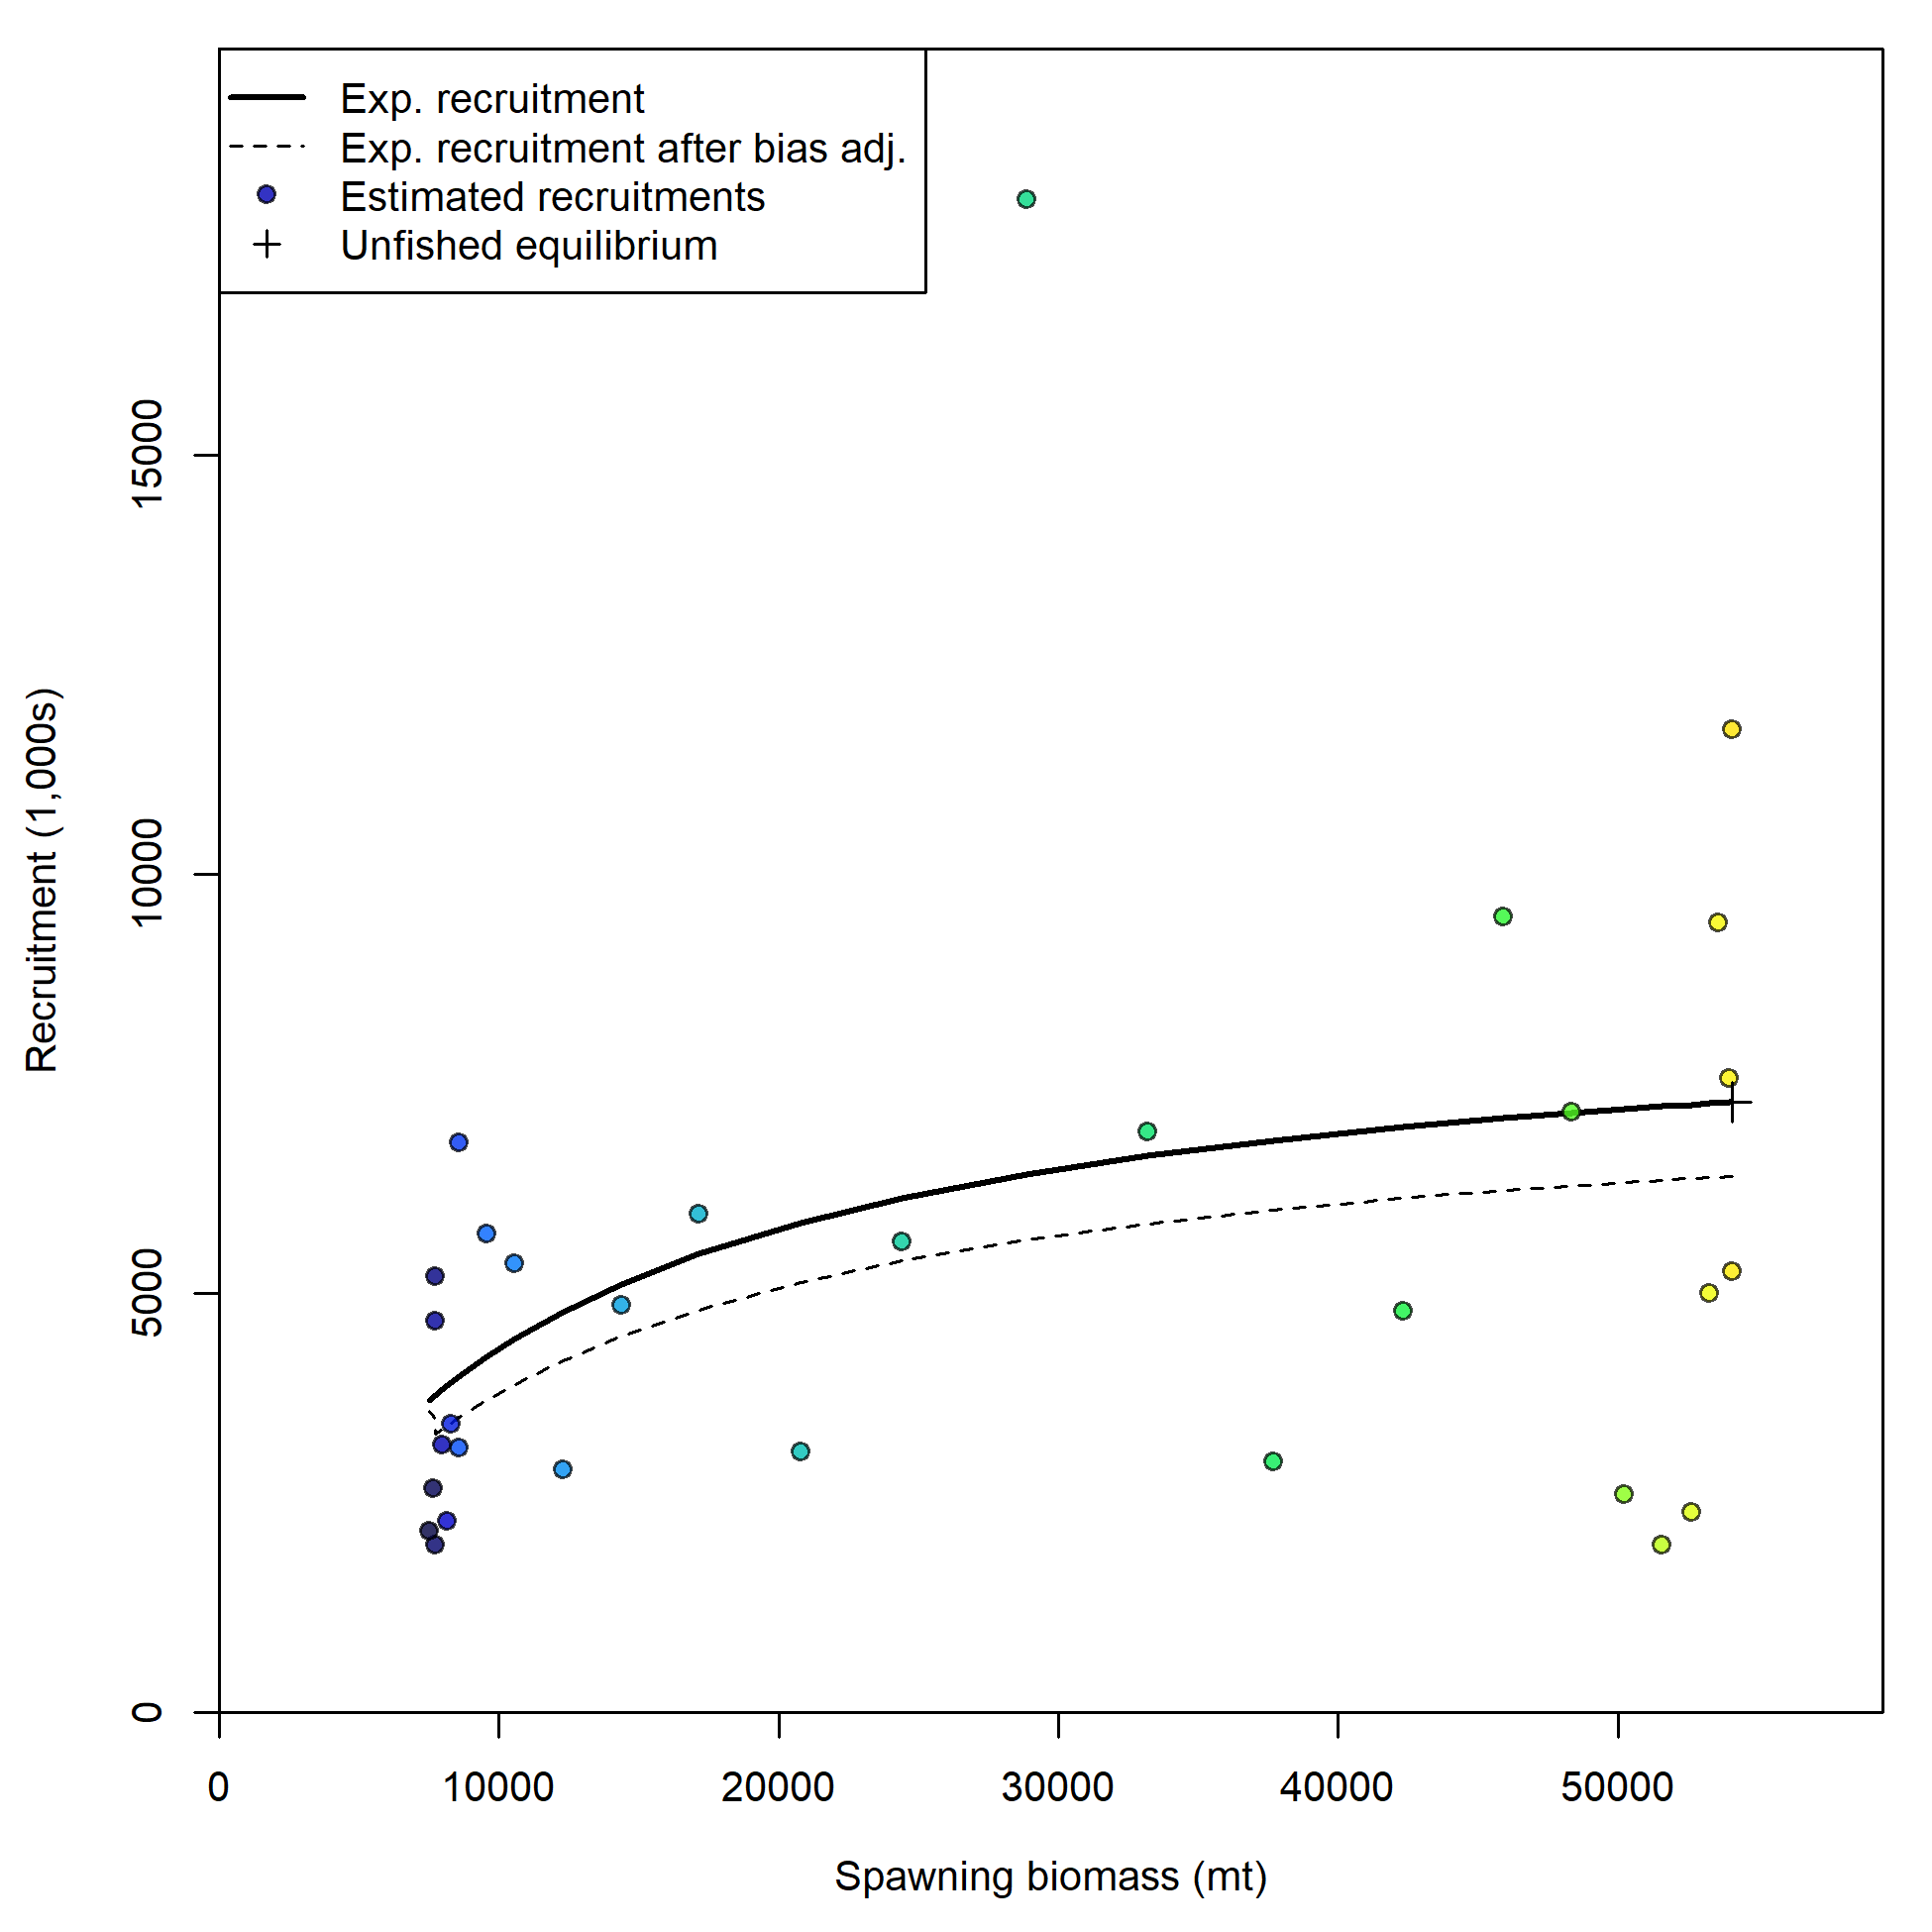 Exp. recruitment
Exp. recruitment after bias adj.
Estimated recruitments
Unfished equilibrium
Recruitment (1,000s)
15000
10000
5000
0
0 10000 20000 30000 40000 50000
Spawning biomass (mt)